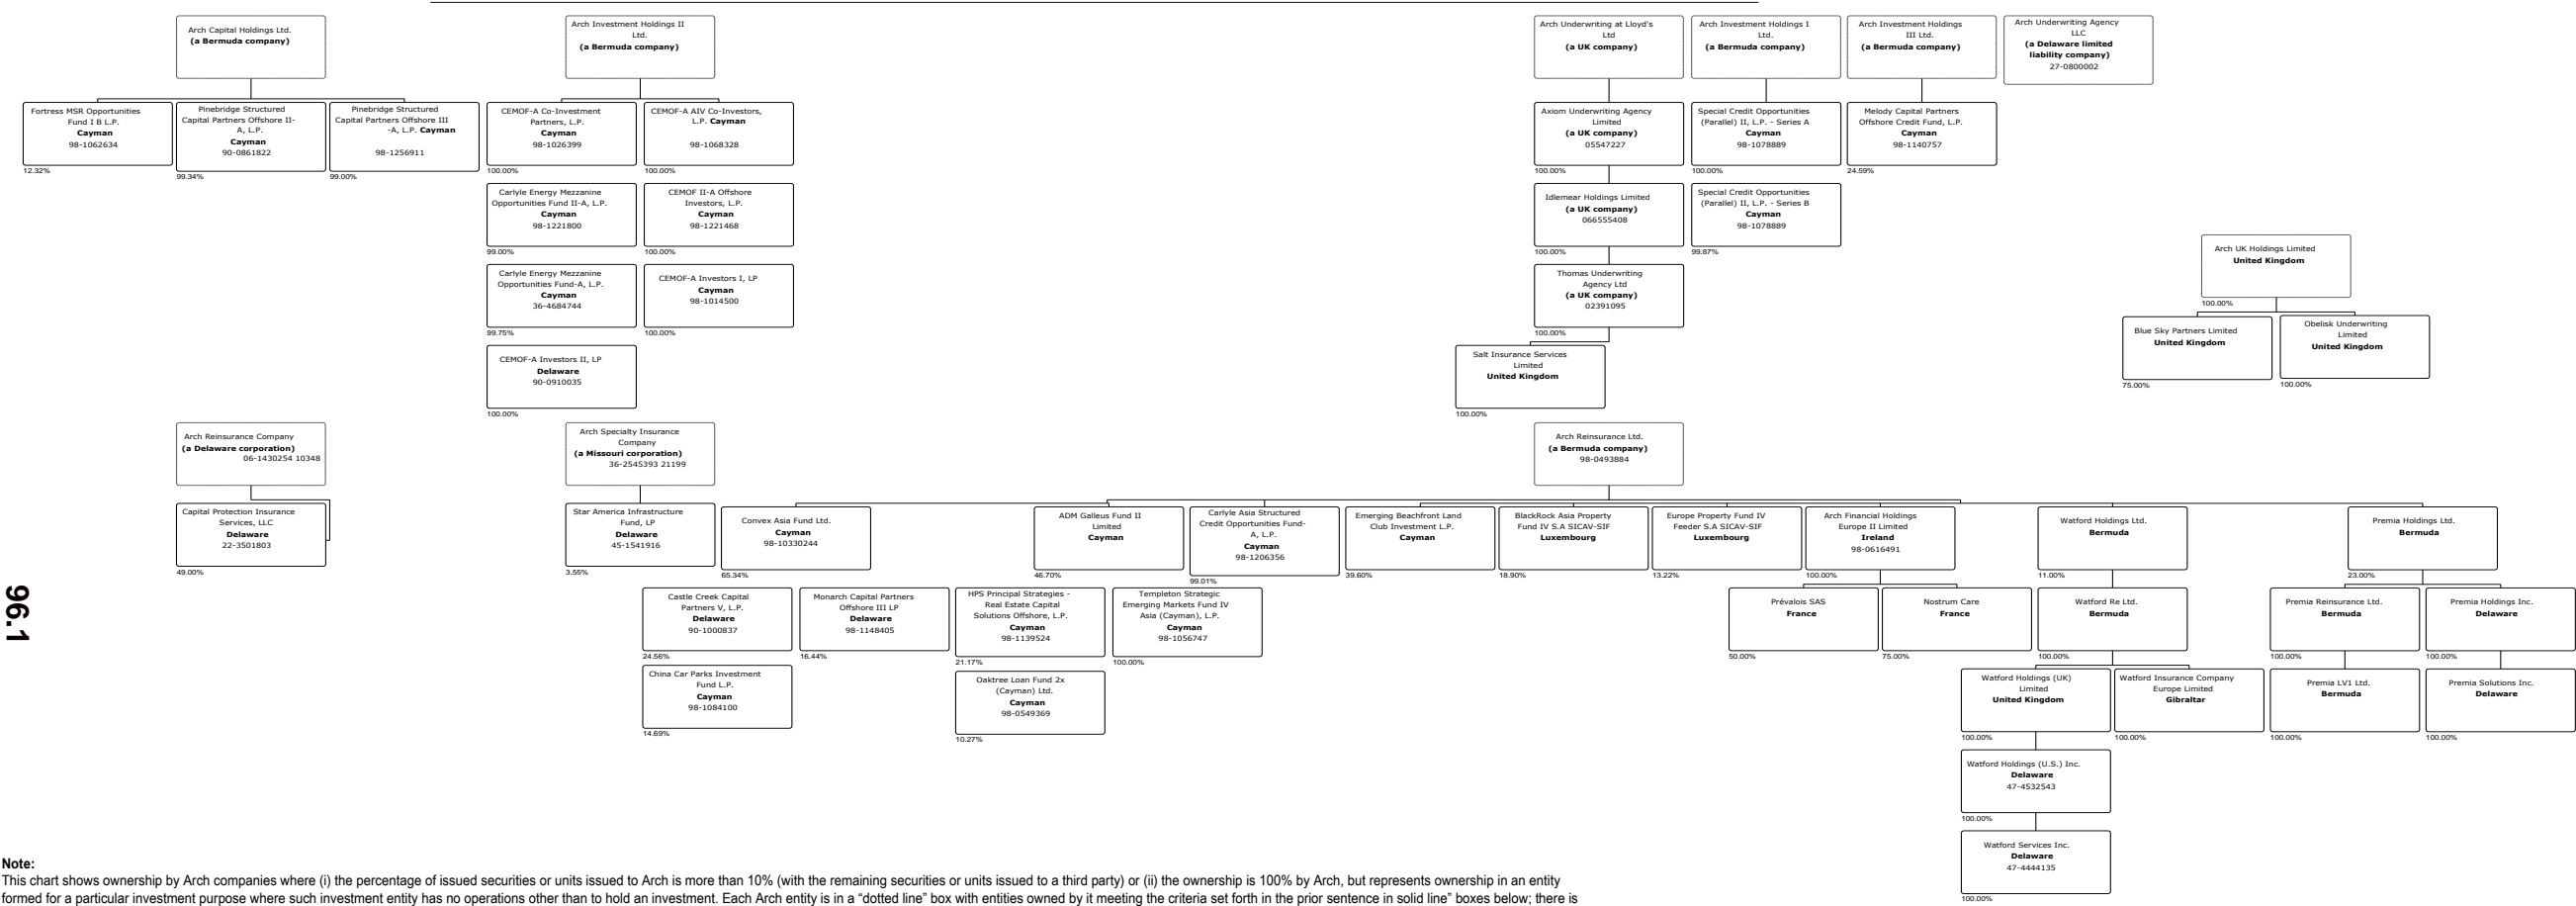 Arch Capital Holdings Ltd.
(a Bermuda company)
Arch Investment Holdings II
Ltd.
(a Bermuda company)
Arch Underwriting at Lloyd's
Ltd
(a UK company)
Arch Investment Holdings I
Ltd.
(a Bermuda company)
Arch Investment Holdings
III Ltd.
(a Bermuda company)
Arch Underwriting Agency
LLC
(a Delaware limited
liability company)
27-0800002
Fortress MSR Opportunities
Fund I B L.P.
Cayman
98-1062634
12.32%
Pinebridge Structured
Capital Partners Offshore II-
A, L.P.
Cayman
90-0861822
99.34%
Pinebridge Structured
Capital Partners Offshore III
-A, L.P. Cayman
98-1256911
99.00%
CEMOF-A Co-Investment
Partners, L.P.
Cayman
98-1026399
100.00%
CEMOF-A AIV Co-Investors,
L.P. Cayman
98-1068328
100.00%
Axiom Underwriting Agency
Limited
(a UK company)
05547227
100.00%
Special Credit Opportunities
(Parallel) II, L.P. - Series A
Cayman
98-1078889
100.00%
Melody Capital Partners
Offshore Credit Fund, L.P.
Cayman
98-1140757
24.59%
Carlyle Energy Mezzanine
Opportunities Fund II-A, L.P.
Cayman
98-1221800
99.00%
CEMOF II-A Offshore
Investors, L.P.
Cayman
98-1221468
100.00%
Idlemear Holdings Limited
(a UK company)
066555408
100.00%
Special Credit Opportunities
(Parallel) II, L.P. - Series B
Cayman
98-1078889
99.87%
Carlyle Energy Mezzanine
Opportunities Fund-A, L.P.
Cayman
36-4684744
99.75%
CEMOF-A Investors I, LP
Cayman
98-1014500
100.00%
Thomas Underwriting
Agency Ltd
(a UK company)
02391095
100.00%
Arch UK Holdings Limited
United Kingdom
100.00%
Blue Sky Partners Limited
United Kingdom
75.00%
Obelisk Underwriting
Limited
United Kingdom
100.00%
CEMOF-A Investors II, LP
Delaware
90-0910035
100.00%
Salt Insurance Services
Limited
United Kingdom
100.00%
Arch Reinsurance Company
(a Delaware corporation)
06-1430254 10348
Arch Specialty Insurance
Company
(a Missouri corporation)
36-2545393 21199
Arch Reinsurance Ltd.
(a Bermuda company)
98-0493884
Capital Protection Insurance
Services, LLC
Delaware
22-3501803
49.00%
Star America Infrastructure
Fund, LP
Delaware
45-1541916
3.55%
Convex Asia Fund Ltd.
Cayman
98-10330244
65.34%
ADM Galleus Fund II
Limited
Cayman
46.70%
Carlyle Asia Structured
Credit Opportunities Fund-
A, L.P.
Cayman
98-1206356
99.01%
Emerging Beachfront Land
Club Investment L.P.
Cayman
39.60%
BlackRock Asia Property
Fund IV S.A SICAV-SIF
Luxembourg
18.90%
Europe Property Fund IV
Feeder S.A SICAV-SIF
Luxembourg
13.22%
Arch Financial Holdings
Europe II Limited
Ireland
98-0616491
100.00%
Watford Holdings Ltd.
Bermuda
11.00%
Premia Holdings Ltd.
Bermuda
23.00%
Castle Creek Capital
Partners V, L.P.
Delaware
90-1000837
24.56%
Monarch Capital Partners
Offshore III LP
Delaware
98-1148405
16.44%
HPS Principal Strategies -
Real Estate Capital
Solutions Offshore, L.P.
Cayman
98-1139524
21.17%
Templeton Strategic
Emerging Markets Fund IV
Asia (Cayman), L.P.
Cayman
98-1056747
100.00%
Prévalois SAS
France
50.00%
Nostrum Care
France
75.00%
Watford Re Ltd.
Bermuda
100.00%
Premia Reinsurance Ltd.
Bermuda
100.00%
Premia Holdings Inc.
Delaware
100.00%
China Car Parks Investment
Fund L.P.
Cayman
98-1084100
14.69%
Oaktree Loan Fund 2x
(Cayman) Ltd.
Cayman
98-0549369
10.27%
Watford Holdings (UK)
Limited
United Kingdom
100.00%
Watford Insurance Company
Europe Limited
Gibraltar
100.00%
Premia LV1 Ltd.
Bermuda
100.00%
Premia Solutions Inc.
Delaware
100.00%
Watford Holdings (U.S.) Inc.
Delaware
47-4532543
100.00%
Watford Services Inc.
Delaware
47-4444135
100.00%
96.1
Note:
This chart shows ownership by Arch companies where (i) the percentage of issued securities or units issued to Arch is more than 10% (with the remaining securities or units issued to a third party) or (ii) the ownership is 100% by Arch, but represents ownership in an entity
formed for a particular investment purpose where such investment entity has no operations other than to hold an investment. Each Arch entity is in a “dotted line” box with entities owned by it meeting the criteria set forth in the prior sentence in solid line” boxes below; there is